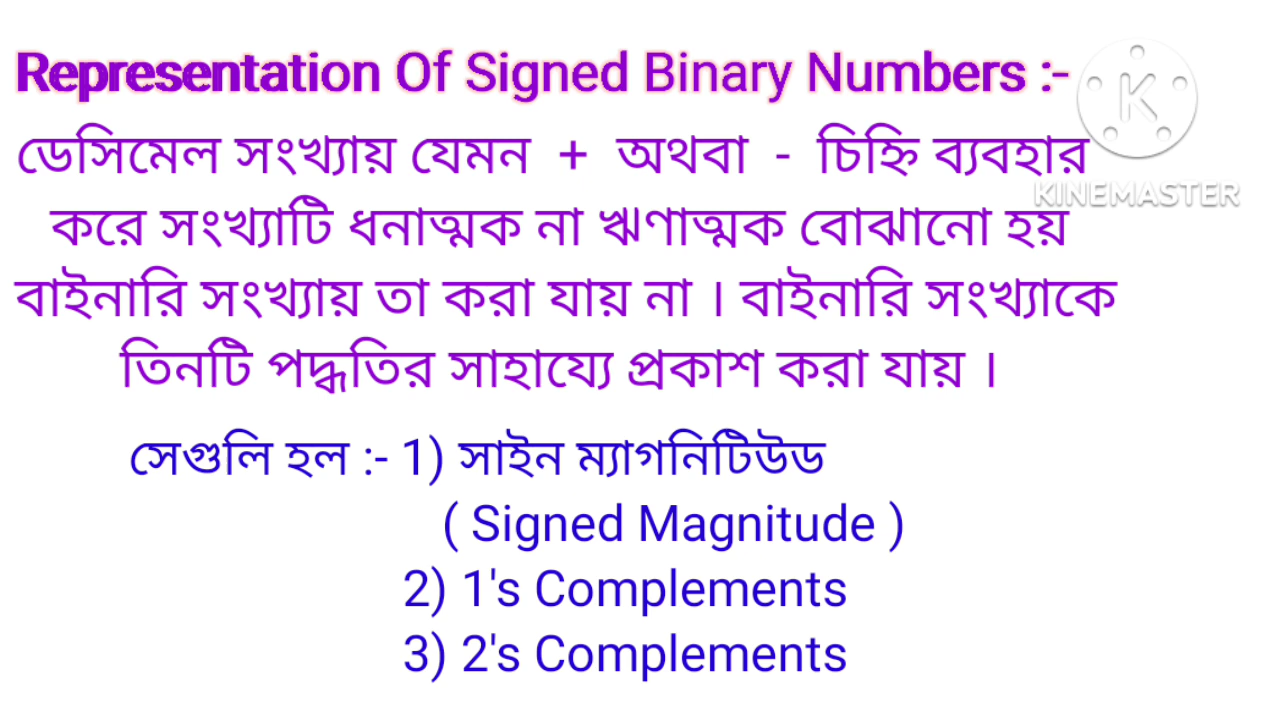 Representation Of Signed Binary Numbers :-
ডেসিমেল সংখ্যায় যেমন + অথবা - চিহ্নি ব্যবহার
করে সংখ্যাটি ধনাত্মক না ঋণাত্মক বোঝানো হয়
বাইনারি সংখ্যায় তা করা যায় না । বাইনারি সংখ্যাকে
তিনটি পদ্ধতির সাহায্যে প্রকাশ করা যায় ।
সেগুলি হল :- 1) সাইন ম্যাগনিটিউড
( Signed Magnitude )
2) 1's Complements
3) 2's Complements
K
KINEMASTER